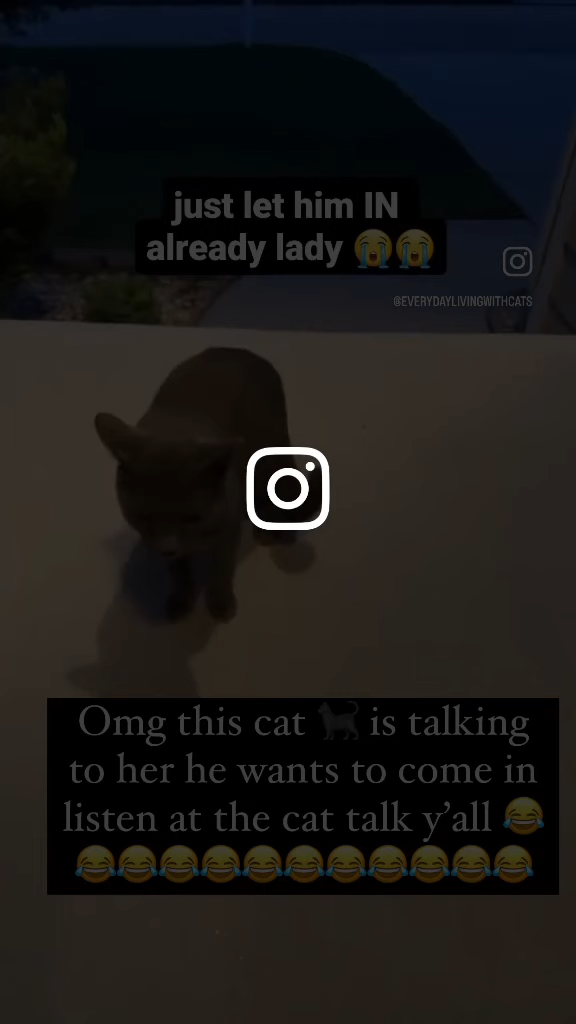 just let him IN
already lady 😭😭
@EVERYDAYLIVINGWITHCATS
Omg this cat 🐈‍⬛ is talking
to her he wants to come in
listen at the cat talk y’all 😂
😂😂😂😂😂😂😂😂😂😂😂